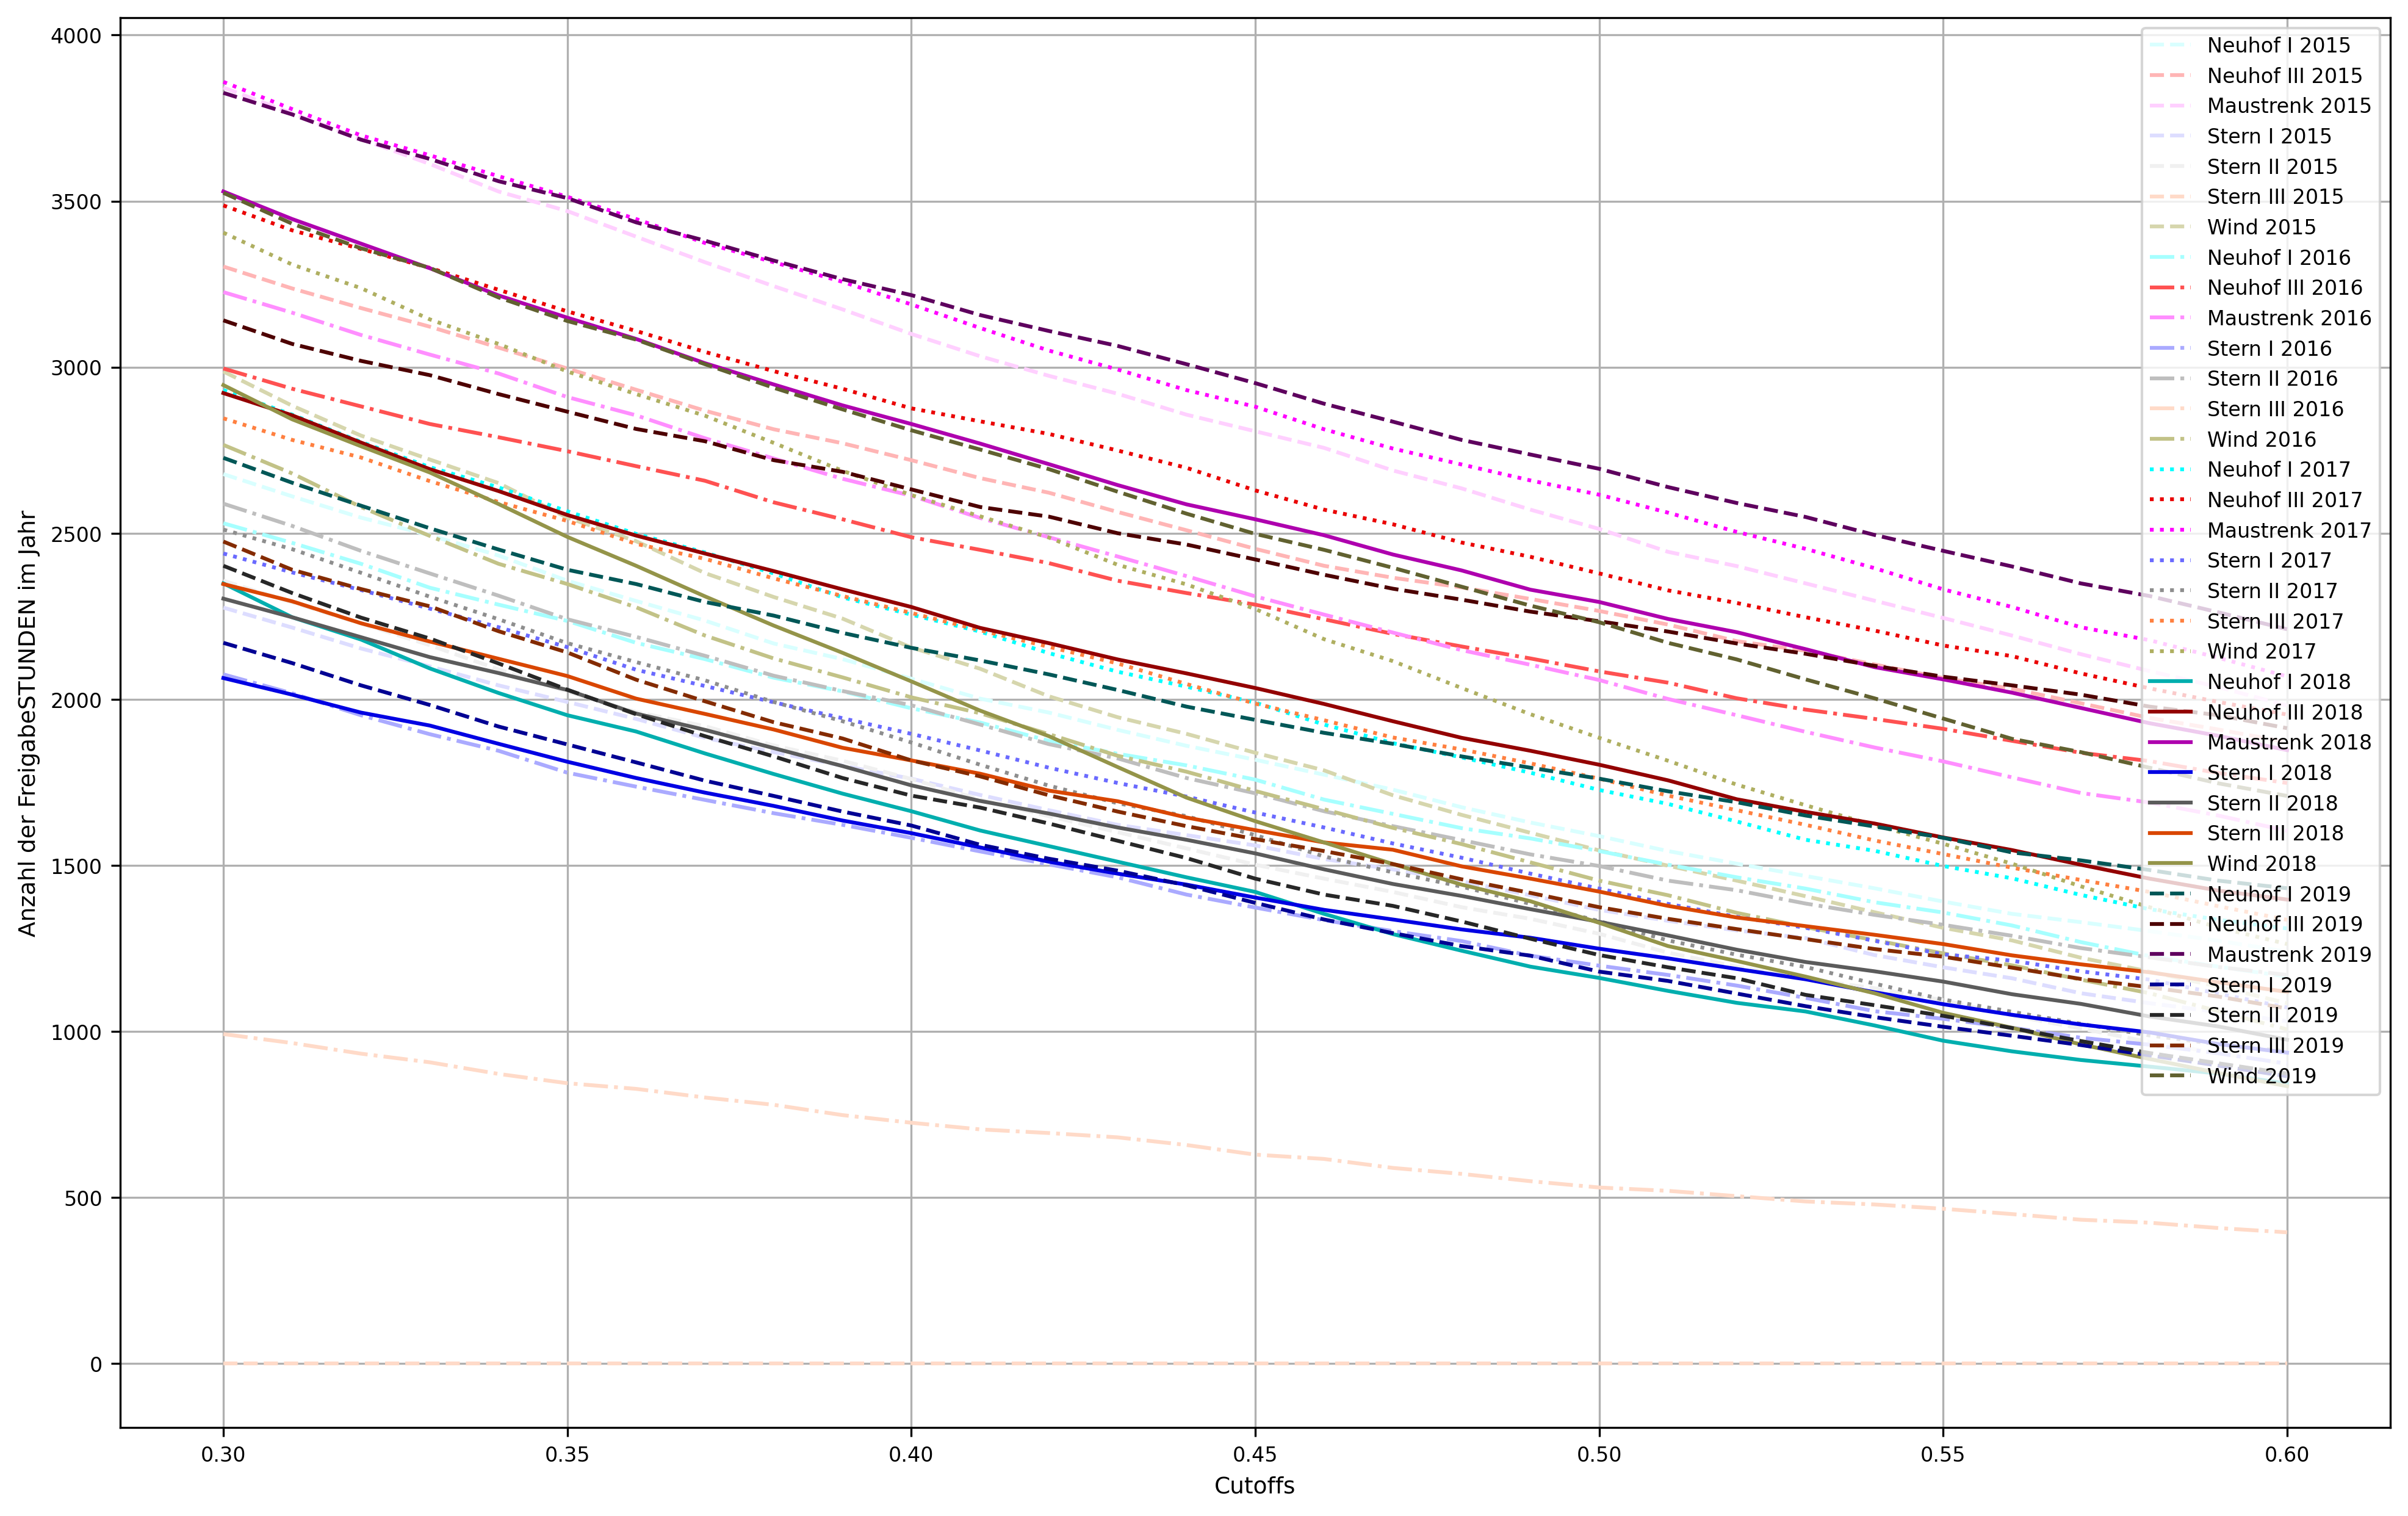 4000
3500
3000
2500
2000
1500
1000
500
0
Anzahl der FreigabeSTUNDEN im Jahr
0.30
0.35
0.40
0.45
0.50
0.55
0.60
Cutoffs
Neuhof I 2015
Neuhof III 2015
Maustrenk 2015
Stern I 2015
Stern II 2015
Stern III 2015
Wind 2015
Neuhof I 2016
Neuhof III 2016
Maustrenk 2016
Stern I 2016
Stern II 2016
Stern III 2016
Wind 2016
Neuhof I 2017
Neuhof III 2017
Maustrenk 2017
Stern I 2017
Stern II 2017
Stern III 2017
Wind 2017
Neuhof I 2018
Neuhof III 2018
Maustrenk 2018
Stern I 2018
Stern II 2018
Stern III 2018
Wind 2018
Neuhof I 2019
Neuhof III 2019
Maustrenk 2019
Stern I 2019
Stern II 2019
Stern III 2019
Wind 2019